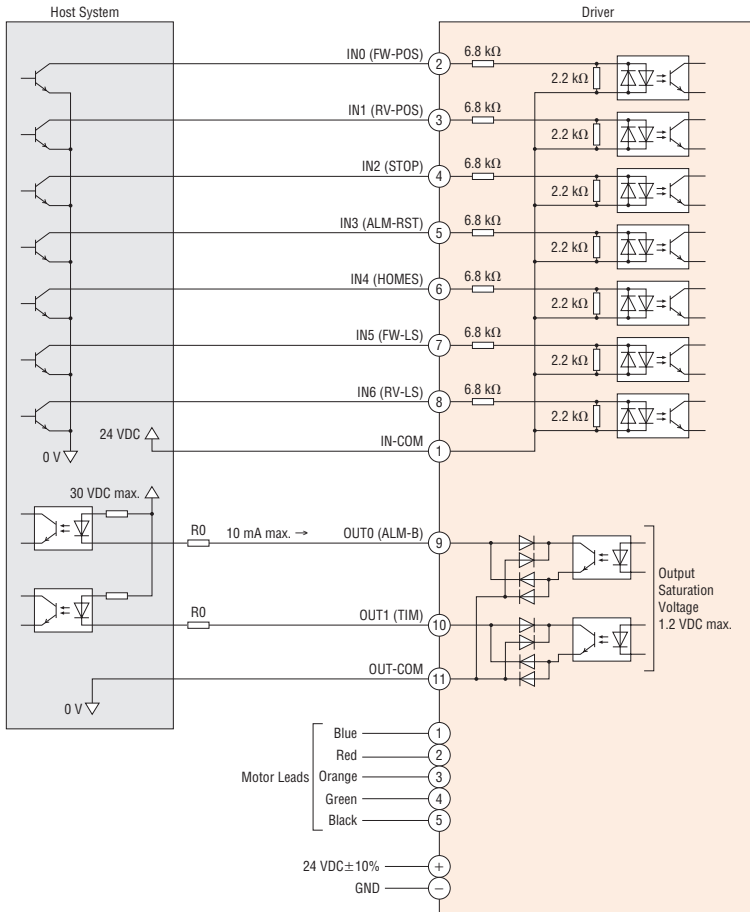 Host System
Driver
IN0 (FW-POS)
2
6.8 kΩ
2.2 kΩ
IN1 (RV-POS)
3
6.8 kΩ
2.2 kΩ
IN2 (STOP)
4
6.8 kΩ
2.2 kΩ
IN3 (ALM-RST)
5
6.8 kΩ
2.2 kΩ
IN4 (HOMES)
6
6.8 kΩ
2.2 kΩ
IN5 (FW-LS)
7
6.8 kΩ
2.2 kΩ
IN6 (RV-LS)
8
6.8 kΩ
2.2 kΩ
24 VDC
IN-COM
1
0 V
30 VDC max.
R0
10 mA max. →
OUT0 (ALM-B)
9
R0
OUT1 (TIM)
10
Output
Saturation
Voltage
1.2 VDC max.
OUT-COM
11
0 V
Motor Leads
Blue
1
Red
2
Orange
3
Green
4
Black
5
24 VDC±10%
+
GND
−